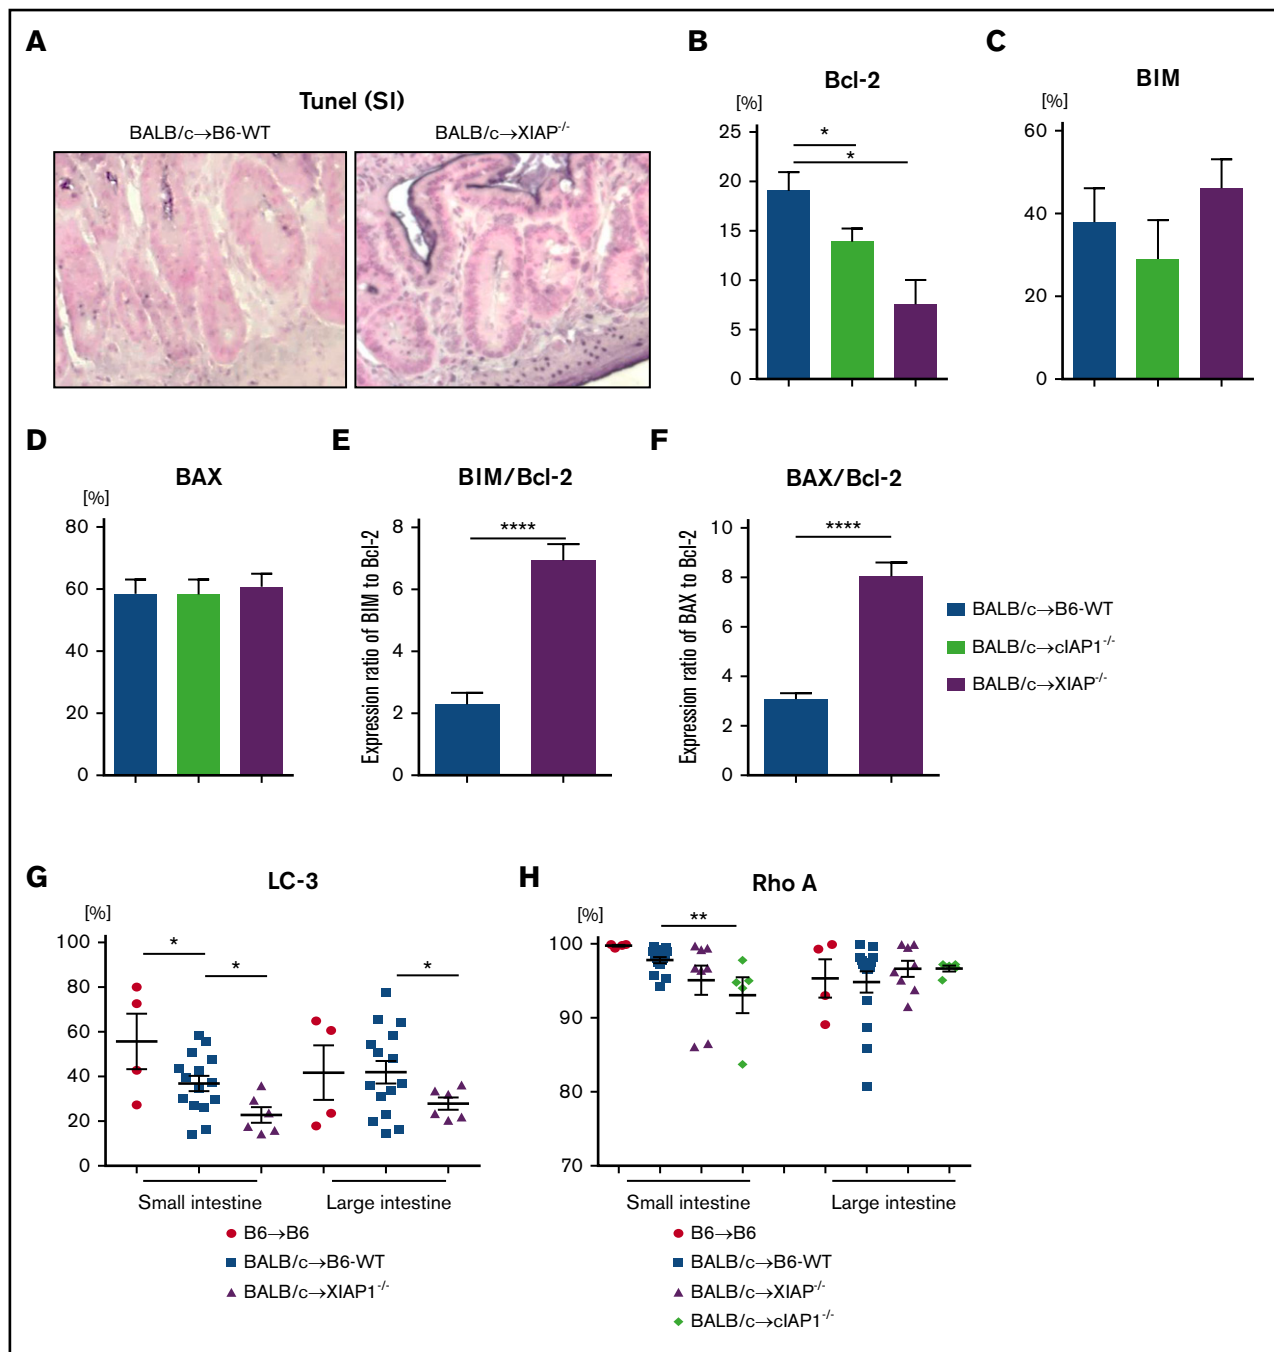 A
Tunel (SI)
BALB/c→B6-WT
BALB/c→XIAP-/-
B
Bcl-2
[%]
25
20
15
10
5
0
*
*
C
BIM
[%]
60
40
20
0
D
BAX
[%]
80
60
40
20
0
E
BIM/Bcl-2
Expression ratio of BIM to Bcl-2
8
6
4
2
0
****
F
BAX/Bcl-2
Expression ratio of BAX to Bcl-2
10
8
6
4
2
0
****
BALB/c→B6-WT
BALB/c→cIAP1-/-
BALB/c→XIAP-/-
G
LC-3
[%]
100
80
60
40
20
0
*
*
*
Small intestine
Large intestine
B6→B6
BALB/c→B6-WT
BALB/c→XIAP1-/-
H
Rho A
[%]
100
90
80
70
**
Small intestine
Large intestine
B6→B6
BALB/c→B6-WT
BALB/c→XIAP-/-
BALB/c→cIAP1-/-